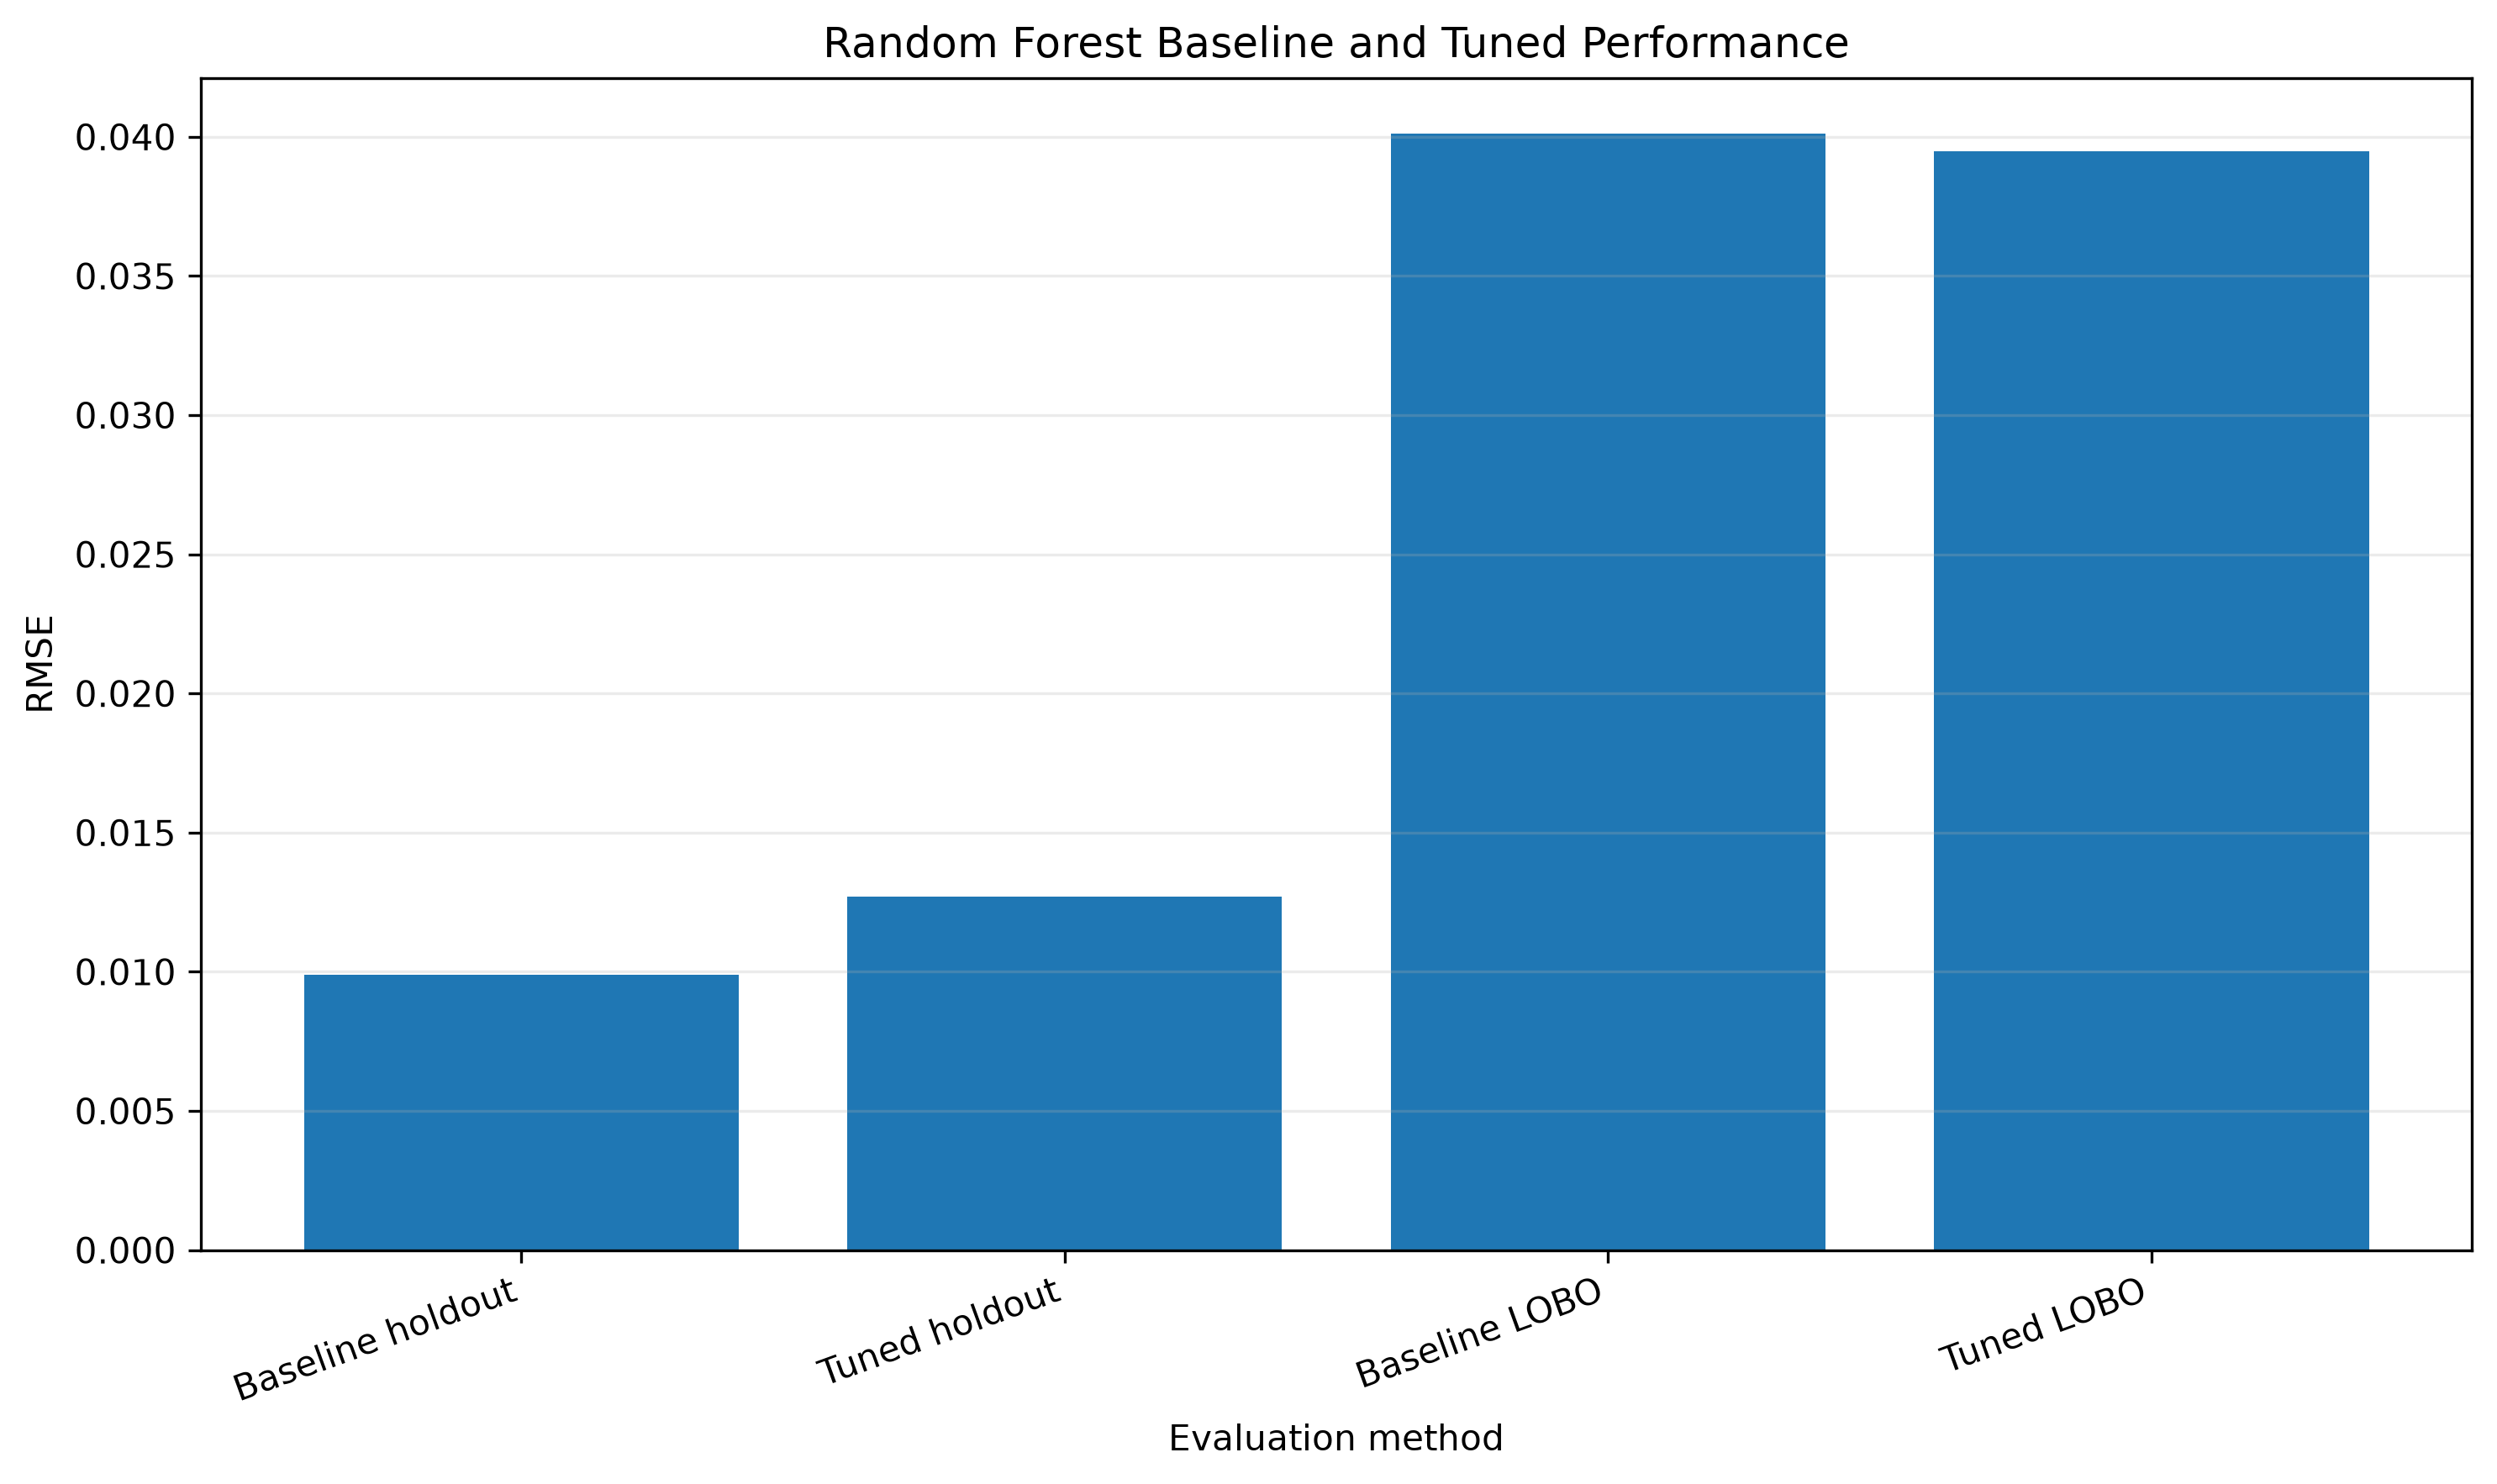 Random Forest Baseline and Tuned Performance
0.040
0.035
0.030
0.025
0.020
0.015
0.010
0.005
0.000
RMSE
Baseline holdout
Tuned holdout
Baseline LOBO
Tuned LOBO
Evaluation method